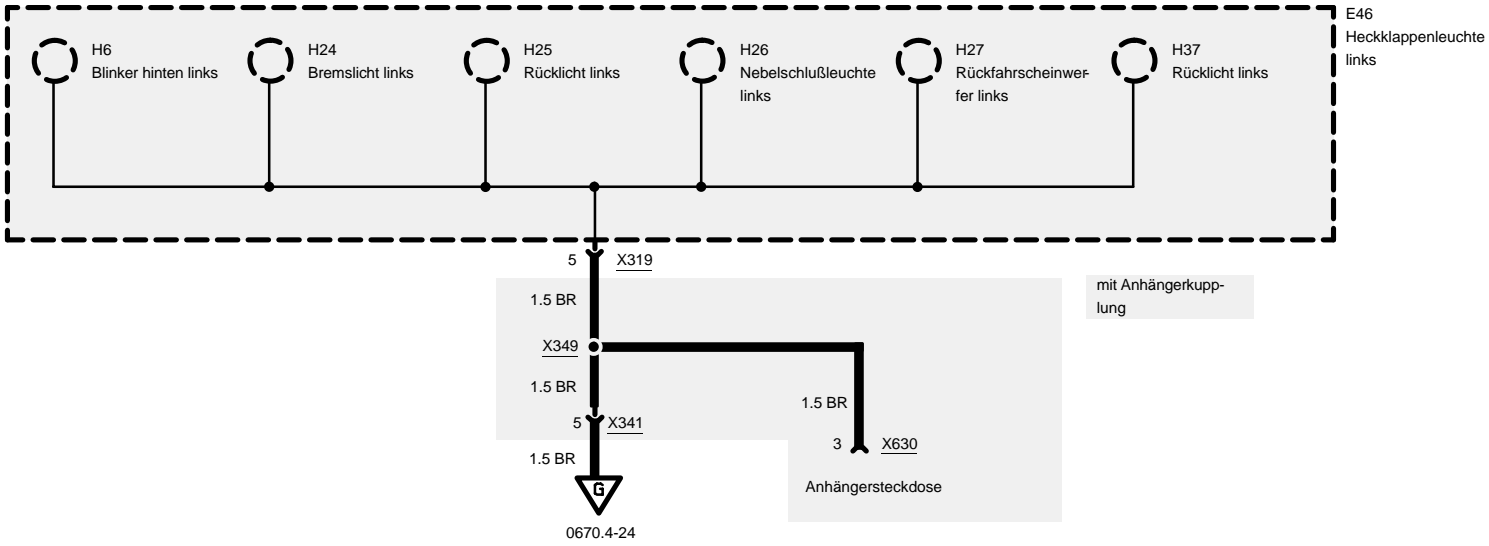 E46
Heckklappenleuchte
links
H6
Blinker hinten links
H24
Bremslicht links
H25
Rücklicht links
H26
Nebelschlußleuchte
links
H27
Rückfahrscheinwer-
fer links
H37
Rücklicht links
5 X319
mit Anhängerkupp-
lung
1.5 BR
X349
1.5 BR
1.5 BR
5 X341
3 X630
1.5 BR
Anhängersteckdose
G
0670.4-24